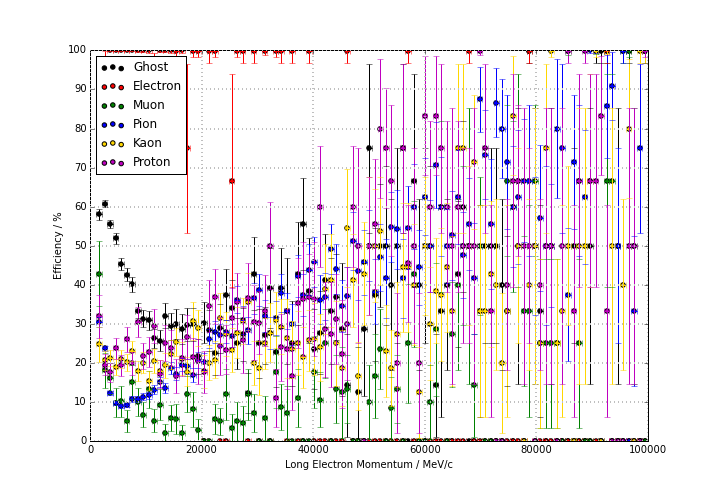 100
90
80
70
60
50
40
30
20
10
0
Efficiency / %
Ghost
Electron
Muon
Pion
Kaon
Proton
0
20000
40000
60000
80000
100000
Long Electron Momentum / MeV/c